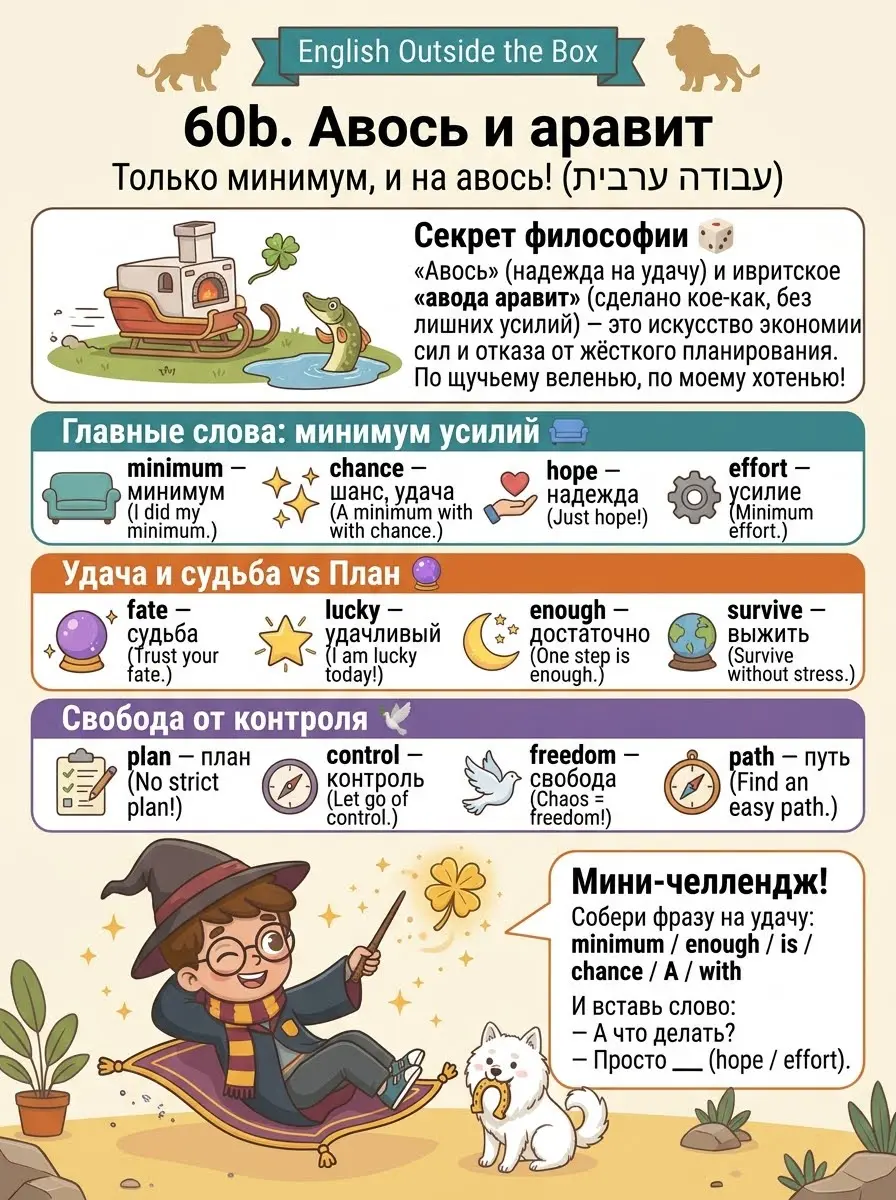 English Outside the Box
60b. Авось и аравит
Только минимум, и на авось! (עבודה ערבית)
Секрет философии
«Авось» (надежда на удачу) и ивритское
«авода аравит» (сделано кое-как, без
лишних усилий) — это искусство экономии
сил и отказа от жёсткого планирования.
По щучьему веленью, по моему хотенью!
Главные слова: минимум усилий
minimum —
минимум
(I did my
minimum.)
chance —
шанс, удача
(A minimum with
with chance.)
hope —
надежда
(Just hope!)
effort —
усилие
(Minimum
effort.)
Удача и судьба vs План
fate —
судьба
(Trust your
fate.)
lucky —
удачливый
(I am lucky
today!)
enough —
достаточно
(One step is
enough.)
survive —
выжить
(Survive
without stress.)
Свобода от контроля
plan — план
(No strict
plan!)
control —
контроль
(Let go of
control.)
freedom —
свобода
(Chaos =
freedom!)
path — путь
(Find an
easy path.)
Мини-челлендж!
Собери фразу на удачу:
minimum / enough / is /
chance / A / with
И вставь слово:
— А что делать?
— Просто __ (hope / effort).